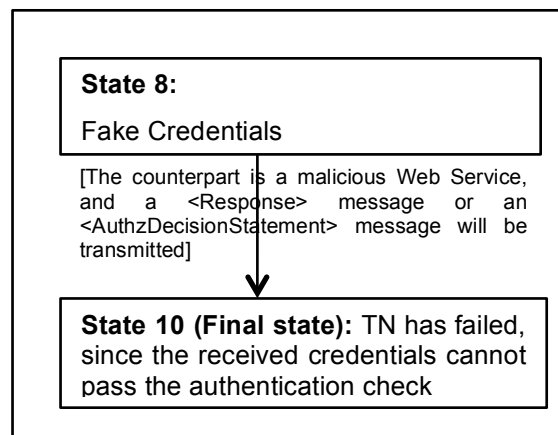 State 8:
Fake Credentials
[The counterpart is a malicious Web Service,
and a <Response> message or an
<AuthzDecisionStatement> message will be
transmitted]
State 10 (Final state): TN has failed,
since the received credentials cannot
pass the authentication check